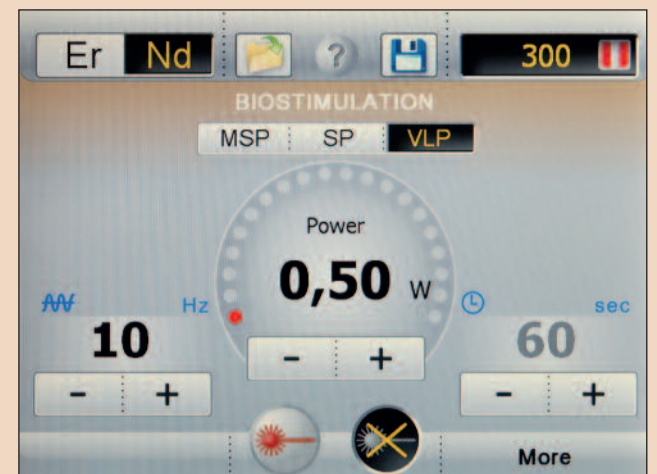 Er Nd ? 300
BIOSTIMULATION
MSP SP VLP
Power
0,50 W
Hz sec
10 60
- + - + - +
More